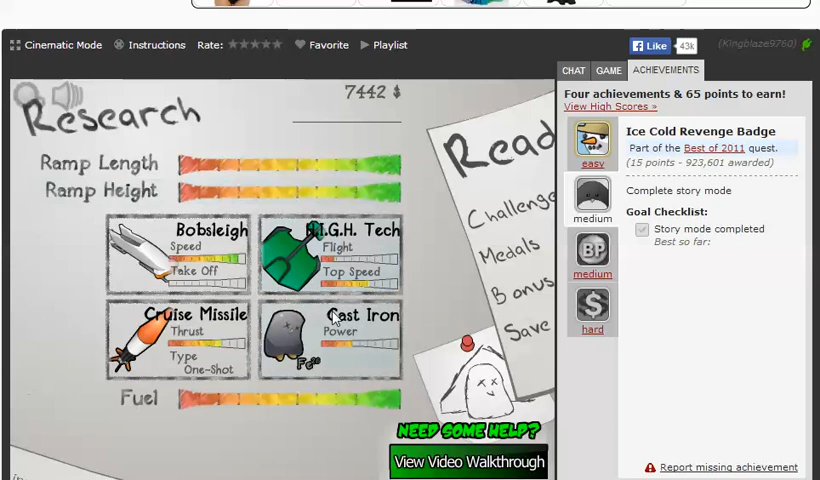 Cinematic Mode
Instructions
Rate:
Favorite
Playlist
Like
43k
(Kingblaze9760)
CHAT
GAME
ACHIEVEMENTS
Research
7442 $
Ramp Length
Ramp Height
Bobsleigh
Speed
Take Off
H.I.G.H. Tech
Flight
Top Speed
Cruise Missile
Thrust
Type
One-Shot
Cast Iron
Power
Fuel
Challenge
Medals
Save
NEED SOME HELP?
View Video Walkthrough
Four achievements & 65 points to earn!
View High Scores »
easy
medium
BP
medium
$
hard
Ice Cold Revenge Badge
Part of the Best of 2011 quest.
(15 points - 923,601 awarded)
Complete story mode
Goal Checklist:
Story mode completed
Best so far:
Report missing achievement